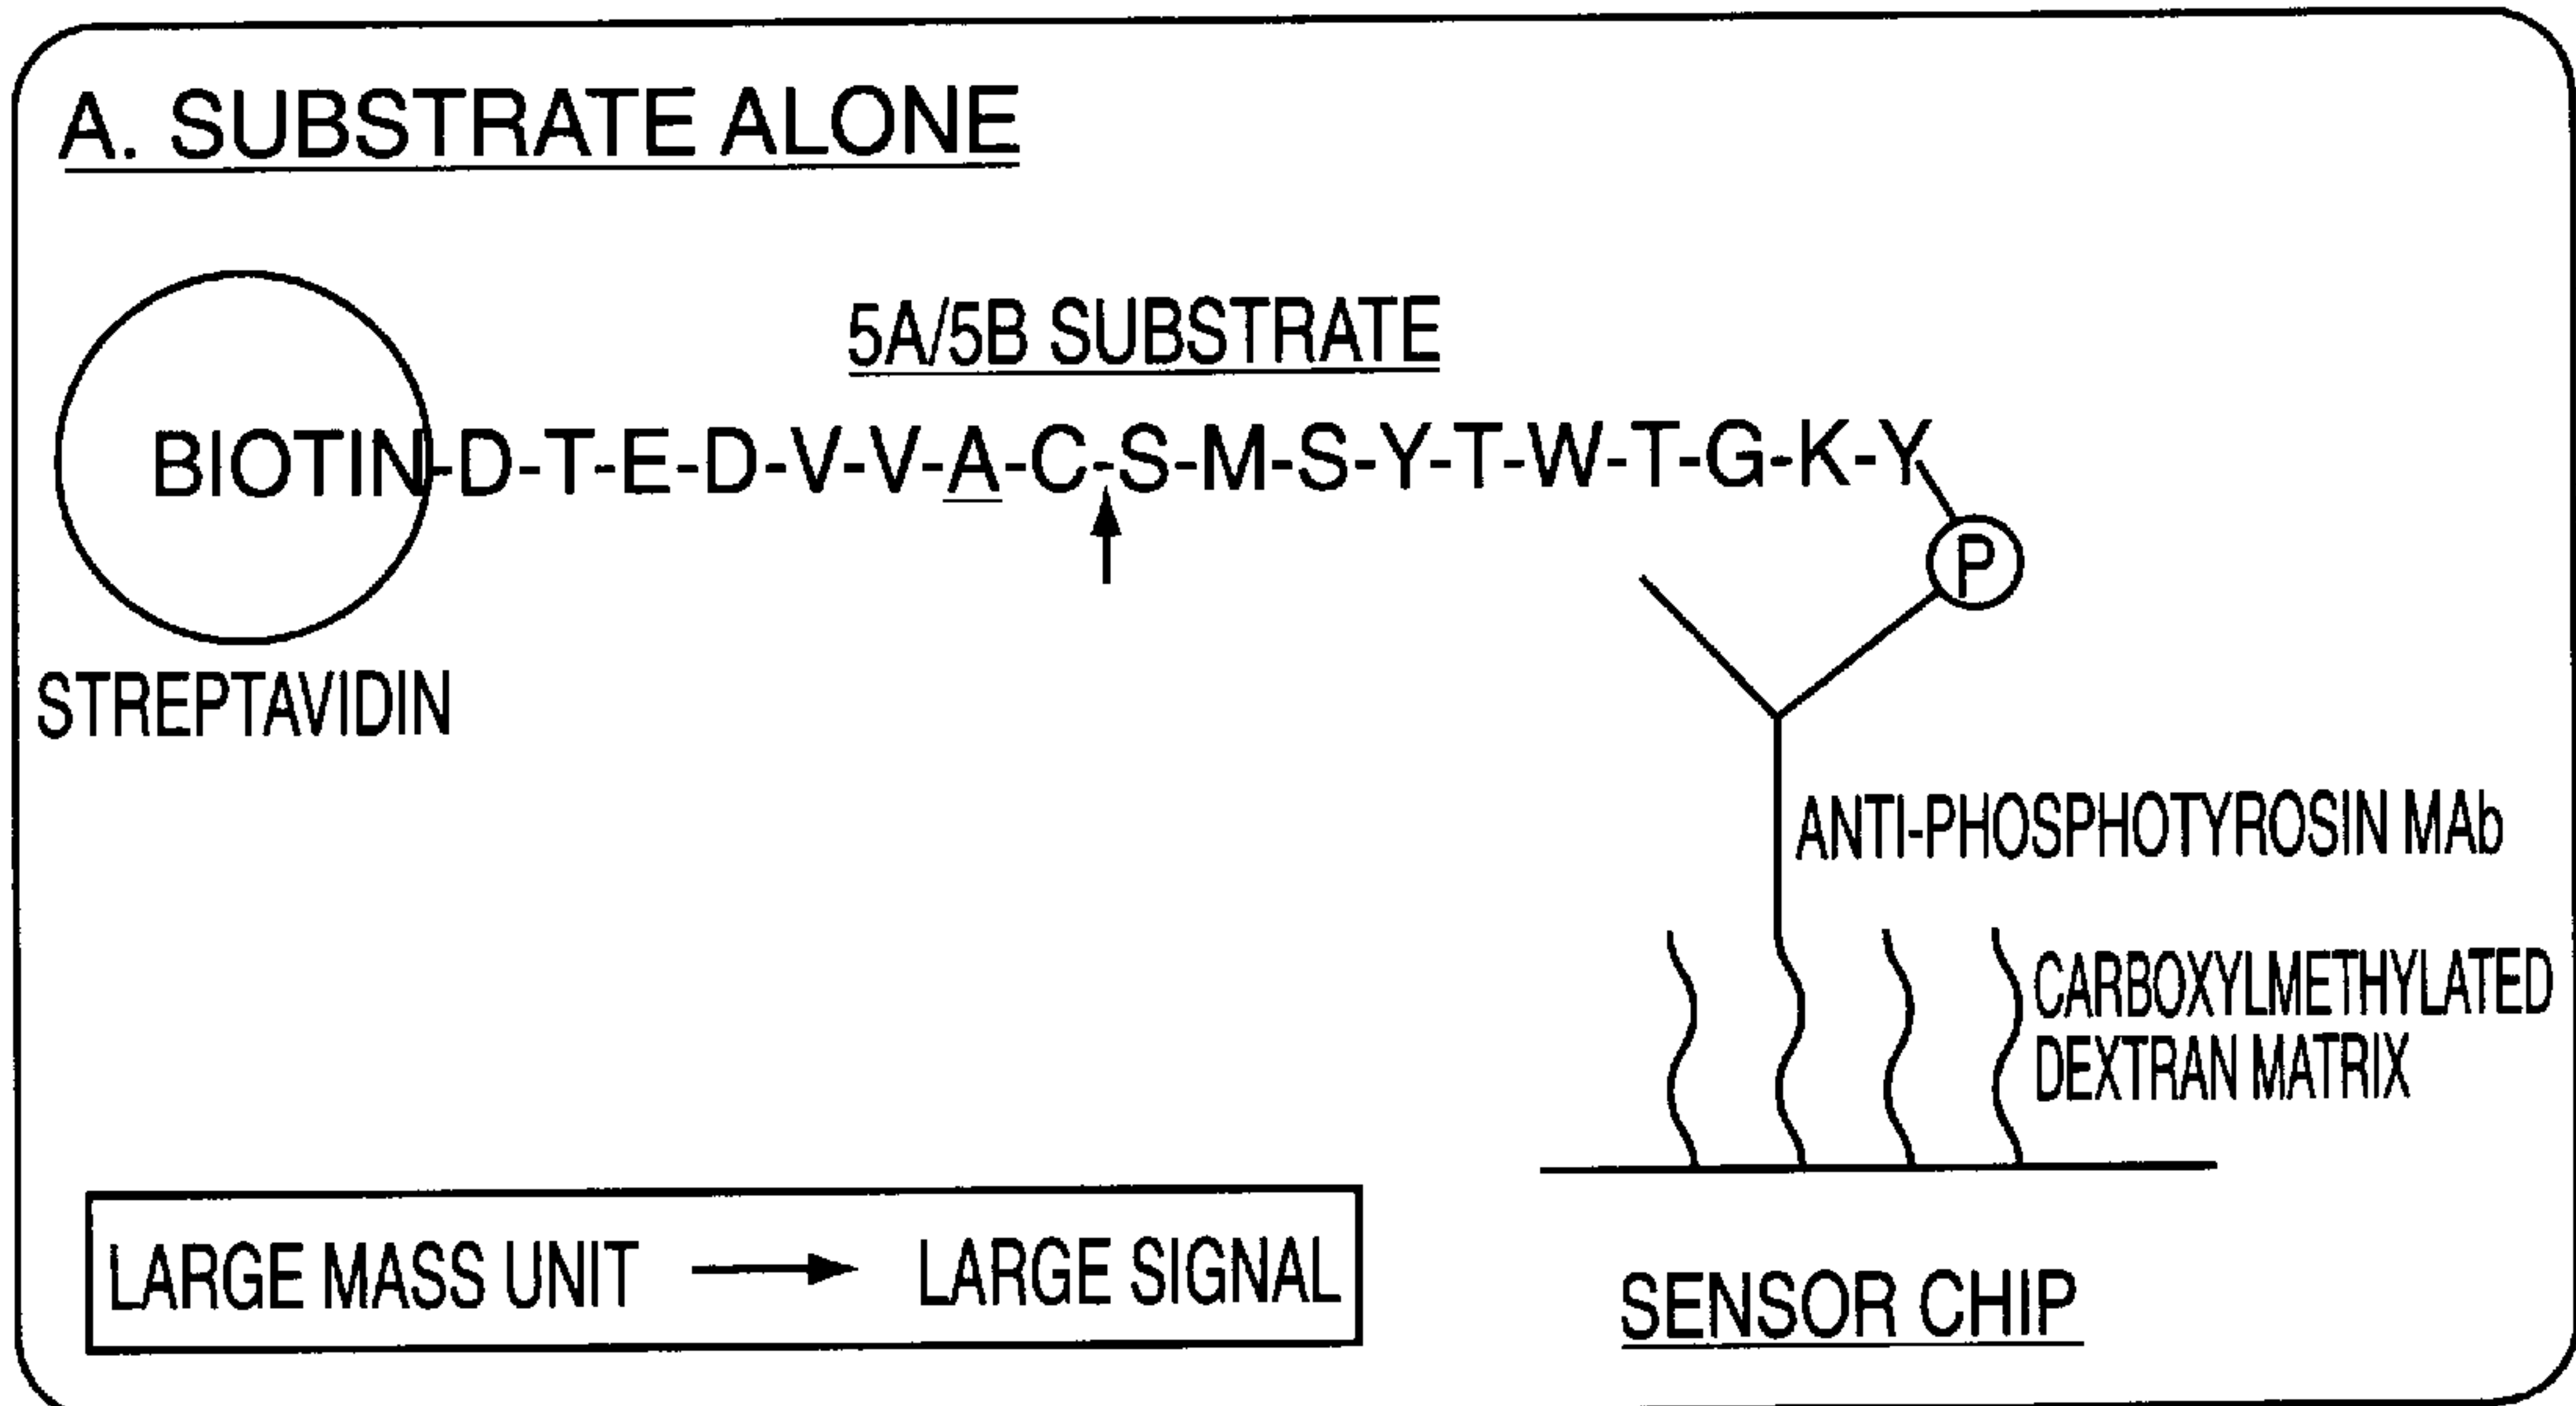 A. SUBSTRATE ALONE
5A/5B SUBSTRATE
BIOTIN-D-T-E-D-V-V-A-C-S-M-S-Y-T-W-T-G-K-Y
P
STREPTAVIDIN
ANTI-PHOSPHOTYROSIN MAb
CARBOXYLMETHYLATED
DEXTRAN MATRIX
LARGE MASS UNIT → LARGE SIGNAL
SENSOR CHIP